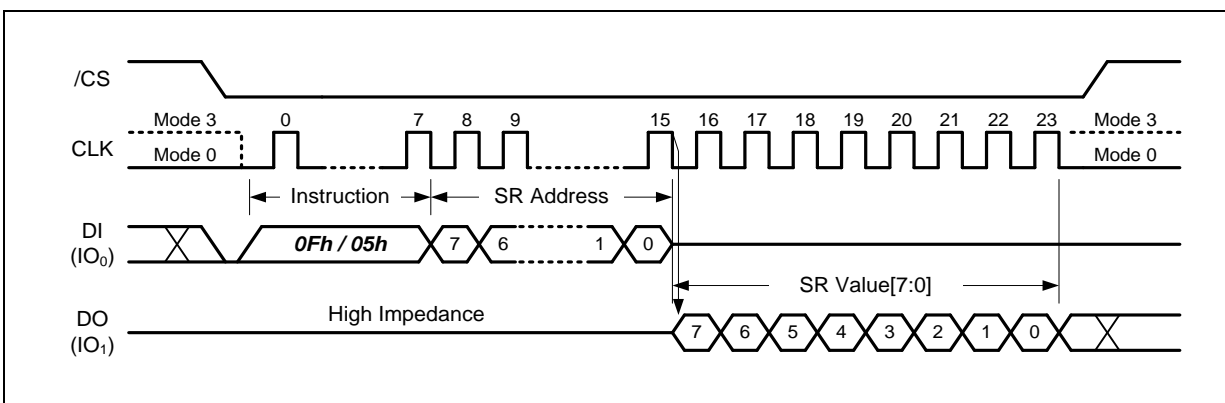 /CS
Mode 3 0 7 8 9 15 16 17 18 19 20 21 22 23 Mode 3
CLK
Mode 0 Mode 0
Instruction SR Address
DI
(IO₀)
0Fh / 05h 7 6 1 0
SR Value[7:0]
High Impedance
DO
(IO₁)
7 6 5 4 3 2 1 0